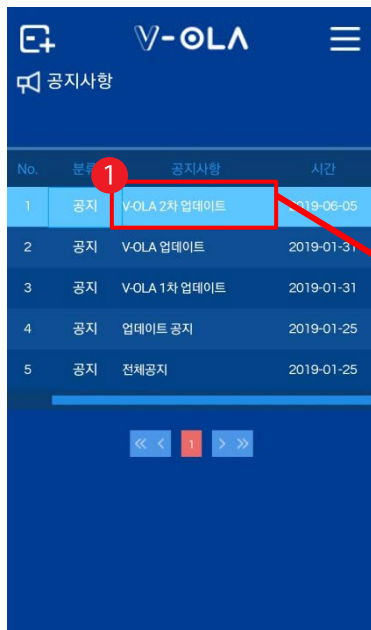 V-OLA
공지사항
No. 분류 공지사항 시간
1
1 공지 V-OLA 2차 업데이트 2019-06-05
2 공지 V-OLA 업데이트 2019-01-31
3 공지 V-OLA 1차 업데이트 2019-01-31
4 공지 업데이트 공지 2019-01-25
5 공지 전체공지 2019-01-25
« < 1 > »